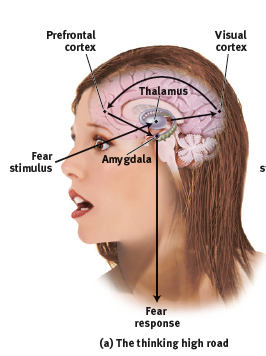 Prefrontal
cortex
Visual
cortex
Thalamus
Fear
stimulus
Amygdala
s
Fear
response
(a) The thinking high road